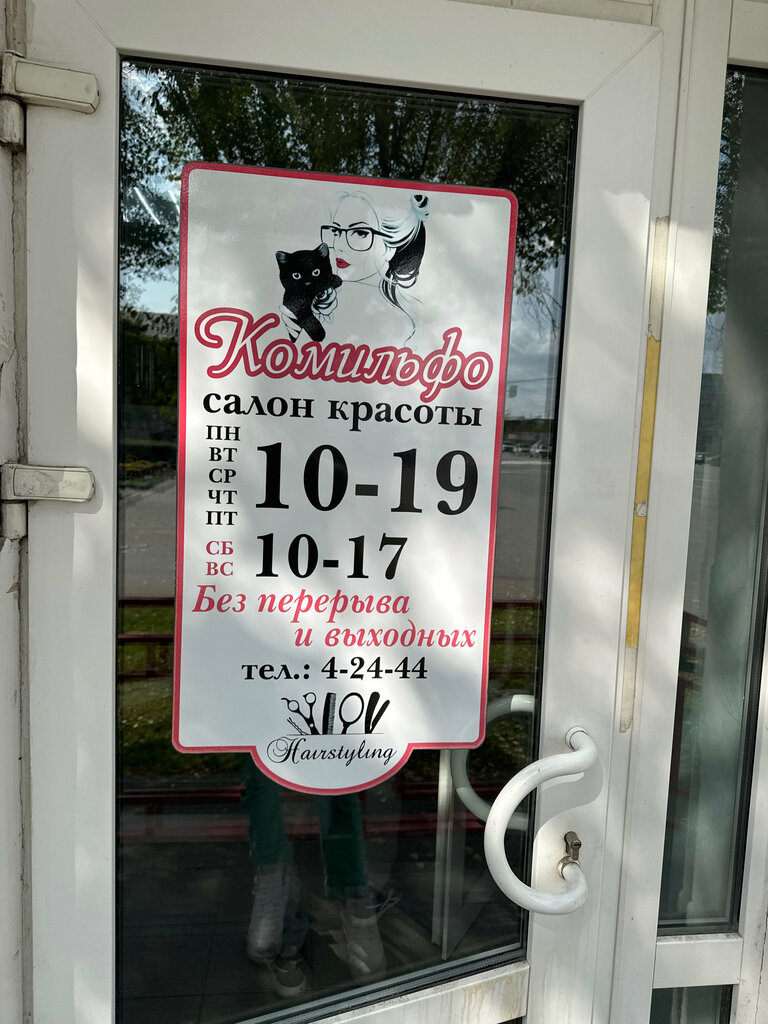 Комильфо
салон красоты
ПН
ВТ
СР
ЧТ
ПТ
10-19
СБ
ВС
10-17
Без перерыва
и выходных
тел.: 4-24-44
Hairstyling